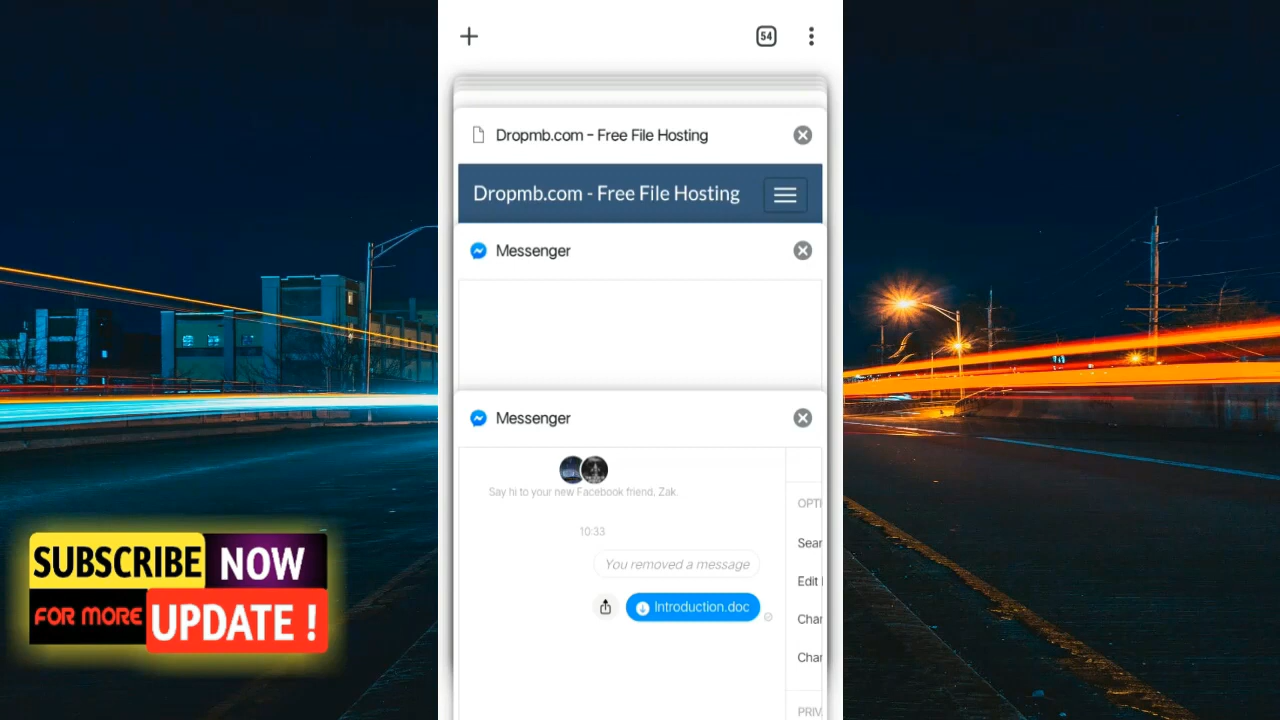 54
Dropmb.com - Free File Hosting
Dropmb.com - Free File Hosting
Messenger
Messenger
Say hi to your new Facebook friend, Zak.
10:33
You removed a message
Introduction.doc
OPTI
Sear
Edit
Char
Char
PRIV
SUBSCRIBE NOW
FOR MORE UPDATE !